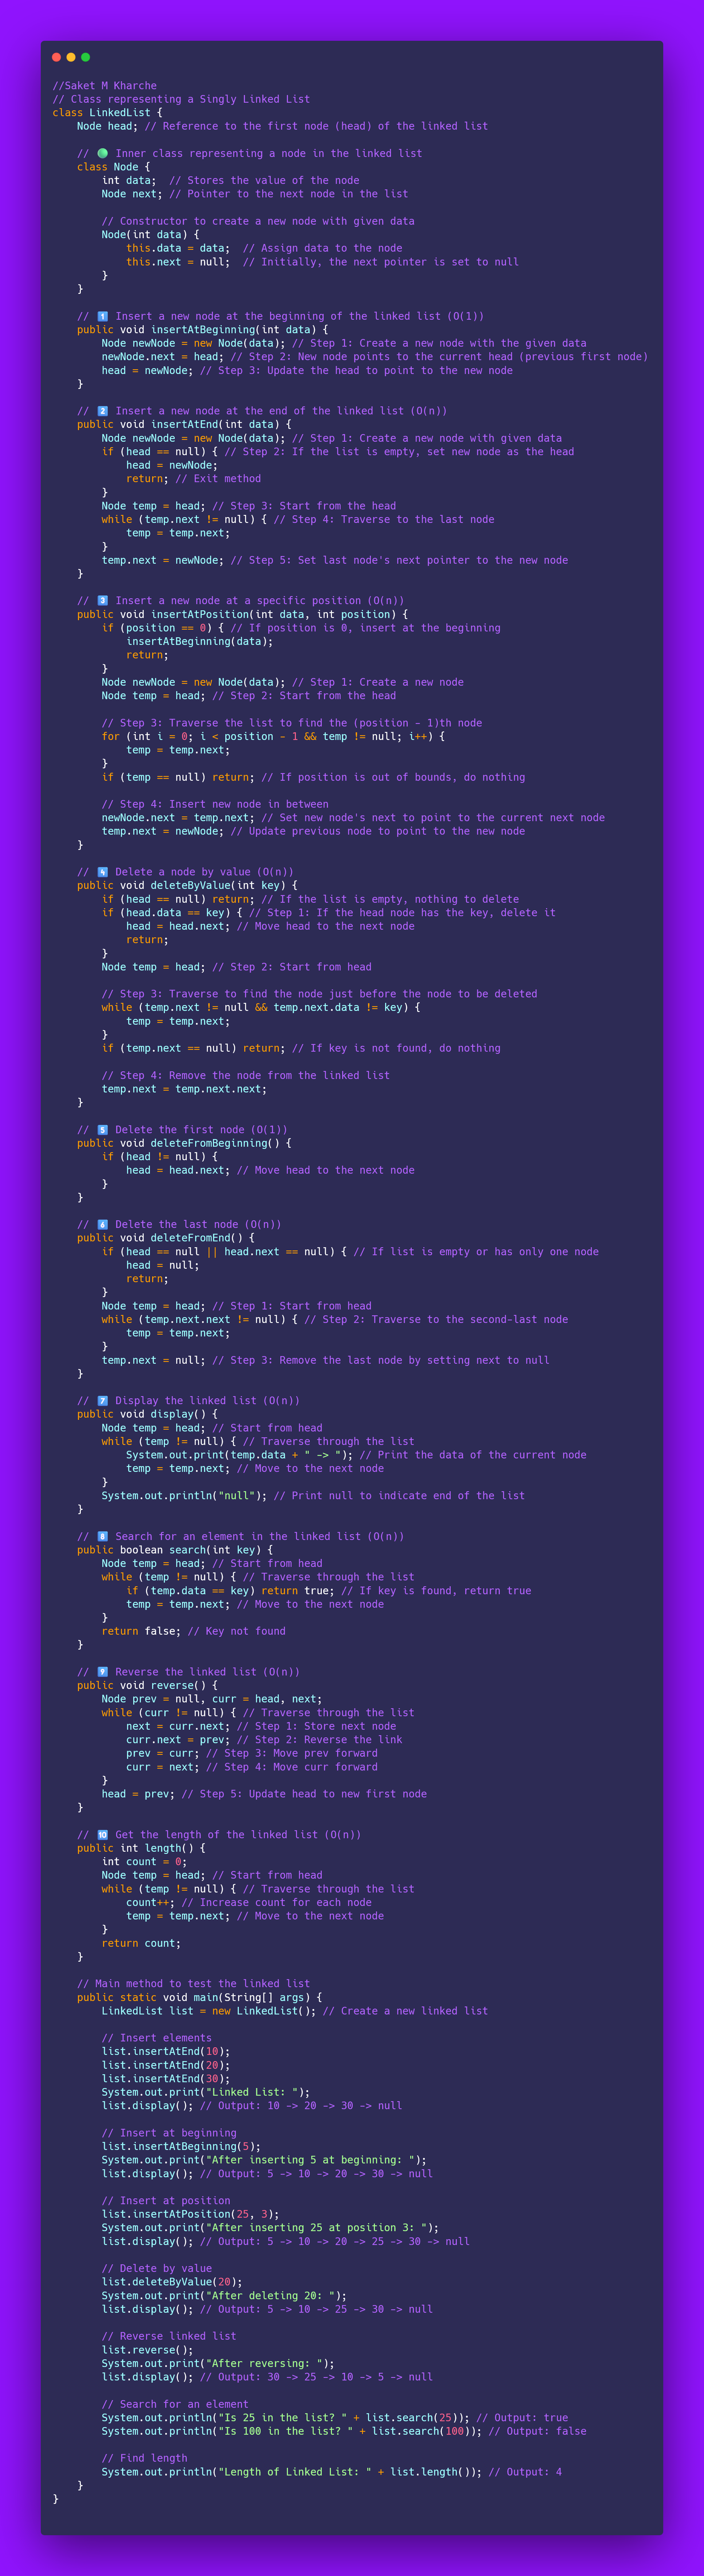 //Saket M Kharche
// Class representing a Singly Linked List
class LinkedList {
    Node head; // Reference to the first node (head) of the linked list

    // 🟢 Inner class representing a node in the linked list
    class Node {
        int data;  // Stores the value of the node
        Node next; // Pointer to the next node in the list

        // Constructor to create a new node with given data
        Node(int data) {
            this.data = data;  // Assign data to the node
            this.next = null;  // Initially, the next pointer is set to null
        }
    }

    // 1️⃣ Insert a new node at the beginning of the linked list (O(1))
    public void insertAtBeginning(int data) {
        Node newNode = new Node(data); // Step 1: Create a new node with the given data
        newNode.next = head; // Step 2: New node points to the current head (previous first node)
        head = newNode; // Step 3: Update the head to point to the new node
    }

    // 2️⃣ Insert a new node at the end of the linked list (O(n))
    public void insertAtEnd(int data) {
        Node newNode = new Node(data); // Step 1: Create a new node with given data
        if (head == null) { // Step 2: If the list is empty, set new node as the head
            head = newNode;
            return; // Exit method
        }
        Node temp = head; // Step 3: Start from the head
        while (temp.next != null) { // Step 4: Traverse to the last node
            temp = temp.next;
        }
        temp.next = newNode; // Step 5: Set last node's next pointer to the new node
    }

    // 3️⃣ Insert a new node at a specific position (O(n))
    public void insertAtPosition(int data, int position) {
        if (position == 0) { // If position is 0, insert at the beginning
            insertAtBeginning(data);
            return;
        }
        Node newNode = new Node(data); // Step 1: Create a new node
        Node temp = head; // Step 2: Start from the head

        // Step 3: Traverse the list to find the (position - 1)th node
        for (int i = 0; i < position - 1 && temp != null; i++) {
            temp = temp.next;
        }
        if (temp == null) return; // If position is out of bounds, do nothing

        // Step 4: Insert new node in between
        newNode.next = temp.next; // Set new node's next to point to the current next node
        temp.next = newNode; // Update previous node to point to the new node
    }

    // 4️⃣ Delete a node by value (O(n))
    public void deleteByValue(int key) {
        if (head == null) return; // If the list is empty, nothing to delete
        if (head.data == key) { // Step 1: If the head node has the key, delete it
            head = head.next; // Move head to the next node
            return;
        }
        Node temp = head; // Step 2: Start from head

        // Step 3: Traverse to find the node just before the node to be deleted
        while (temp.next != null && temp.next.data != key) {
            temp = temp.next;
        }
        if (temp.next == null) return; // If key is not found, do nothing

        // Step 4: Remove the node from the linked list
        temp.next = temp.next.next;
    }

    // 5️⃣ Delete the first node (O(1))
    public void deleteFromBeginning() {
        if (head != null) {
            head = head.next; // Move head to the next node
        }
    }

    // 6️⃣ Delete the last node (O(n))
    public void deleteFromEnd() {
        if (head == null || head.next == null) { // If list is empty or has only one node
            head = null;
            return;
        }
        Node temp = head; // Step 1: Start from head
        while (temp.next.next != null) { // Step 2: Traverse to the second-last node
            temp = temp.next;
        }
        temp.next = null; // Step 3: Remove the last node by setting next to null
    }

    // 7️⃣ Display the linked list (O(n))
    public void display() {
        Node temp = head; // Start from head
        while (temp != null) { // Traverse through the list
            System.out.print(temp.data + " -> "); // Print the data of the current node
            temp = temp.next; // Move to the next node
        }
        System.out.println("null"); // Print null to indicate end of the list
    }

    // 8️⃣ Search for an element in the linked list (O(n))
    public boolean search(int key) {
        Node temp = head; // Start from head
        while (temp != null) { // Traverse through the list
            if (temp.data == key) return true; // If key is found, return true
            temp = temp.next; // Move to the next node
        }
        return false; // Key not found
    }

    // 9️⃣ Reverse the linked list (O(n))
    public void reverse() {
        Node prev = null, curr = head, next;
        while (curr != null) { // Traverse through the list
            next = curr.next; // Step 1: Store next node
            curr.next = prev; // Step 2: Reverse the link
            prev = curr; // Step 3: Move prev forward
            curr = next; // Step 4: Move curr forward
        }
        head = prev; // Step 5: Update head to new first node
    }

    // 🔟 Get the length of the linked list (O(n))
    public int length() {
        int count = 0;
        Node temp = head; // Start from head
        while (temp != null) { // Traverse through the list
            count++; // Increase count for each node
            temp = temp.next; // Move to the next node
        }
        return count;
    }

    // Main method to test the linked list
    public static void main(String[] args) {
        LinkedList list = new LinkedList(); // Create a new linked list

        // Insert elements
        list.insertAtEnd(10);
        list.insertAtEnd(20);
        list.insertAtEnd(30);
        System.out.print("Linked List: ");
        list.display(); // Output: 10 -> 20 -> 30 -> null

        // Insert at beginning
        list.insertAtBeginning(5);
        System.out.print("After inserting 5 at beginning: ");
        list.display(); // Output: 5 -> 10 -> 20 -> 30 -> null

        // Insert at position
        list.insertAtPosition(25, 3);
        System.out.print("After inserting 25 at position 3: ");
        list.display(); // Output: 5 -> 10 -> 20 -> 25 -> 30 -> null

        // Delete by value
        list.deleteByValue(20);
        System.out.print("After deleting 20: ");
        list.display(); // Output: 5 -> 10 -> 25 -> 30 -> null

        // Reverse linked list
        list.reverse();
        System.out.print("After reversing: ");
        list.display(); // Output: 30 -> 25 -> 10 -> 5 -> null

        // Search for an element
        System.out.println("Is 25 in the list? " + list.search(25)); // Output: true
        System.out.println("Is 100 in the list? " + list.search(100)); // Output: false

        // Find length
        System.out.println("Length of Linked List: " + list.length()); // Output: 4
    }
}